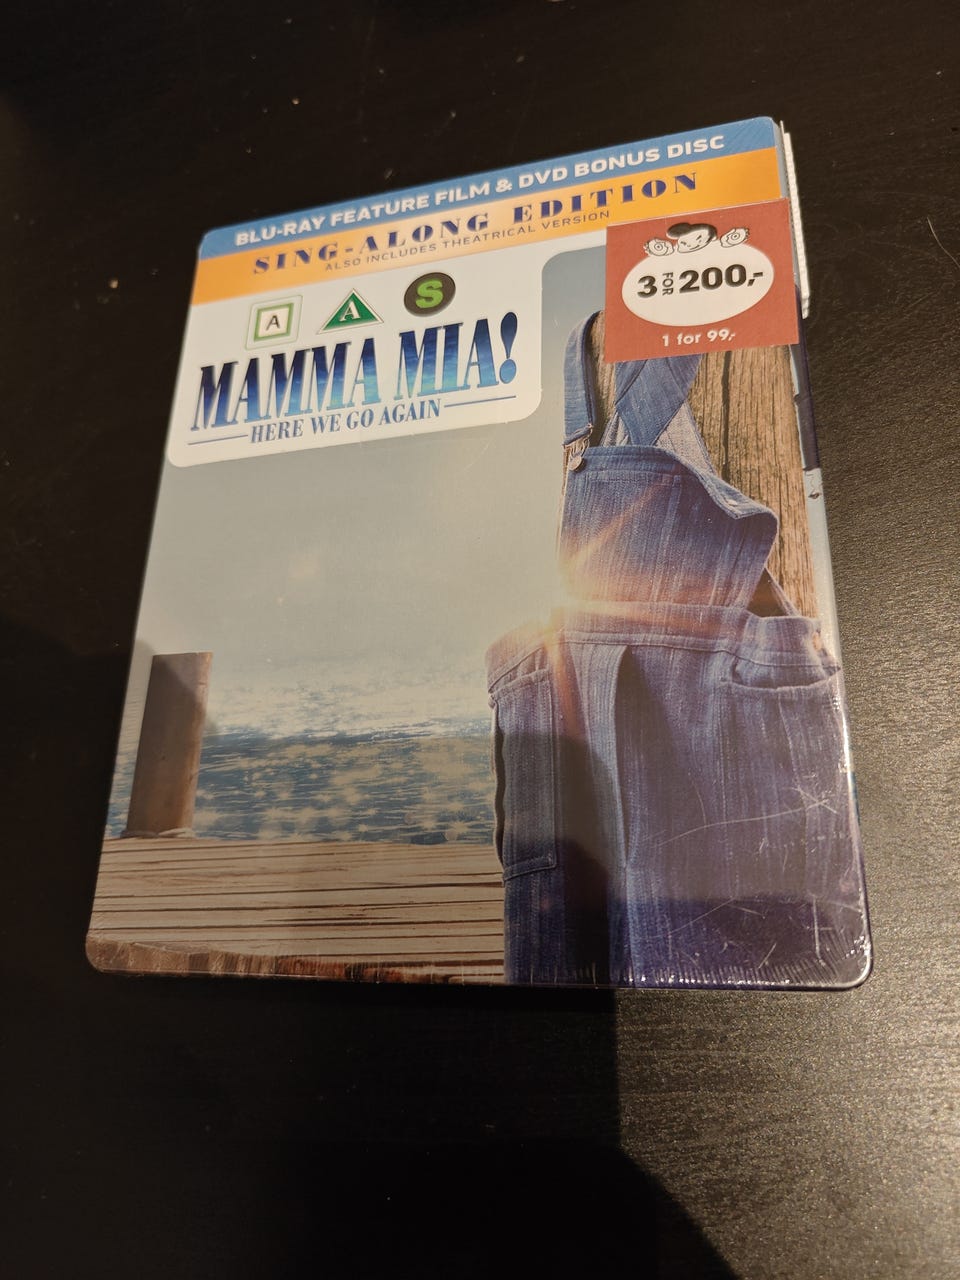 BLU-RAY FEATURE FILM & DVD BONUS DISC
SING-ALONG EDITION
ALSO INCLUDES THEATRICAL VERSION
3 FOR 200,-
1 for 99,-
A A S
MAMMA MIA!
HERE WE GO AGAIN